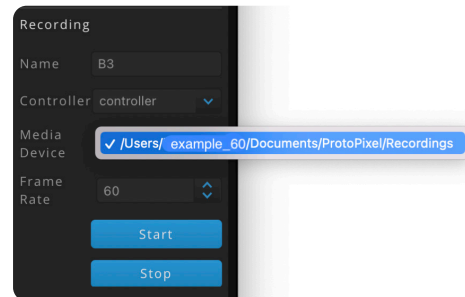 Recording
Name B3
Controller controller
Media
Device
✓ /Users/ example_60/Documents/ProtoPixel/Recordings
Frame
Rate
60
Start
Stop